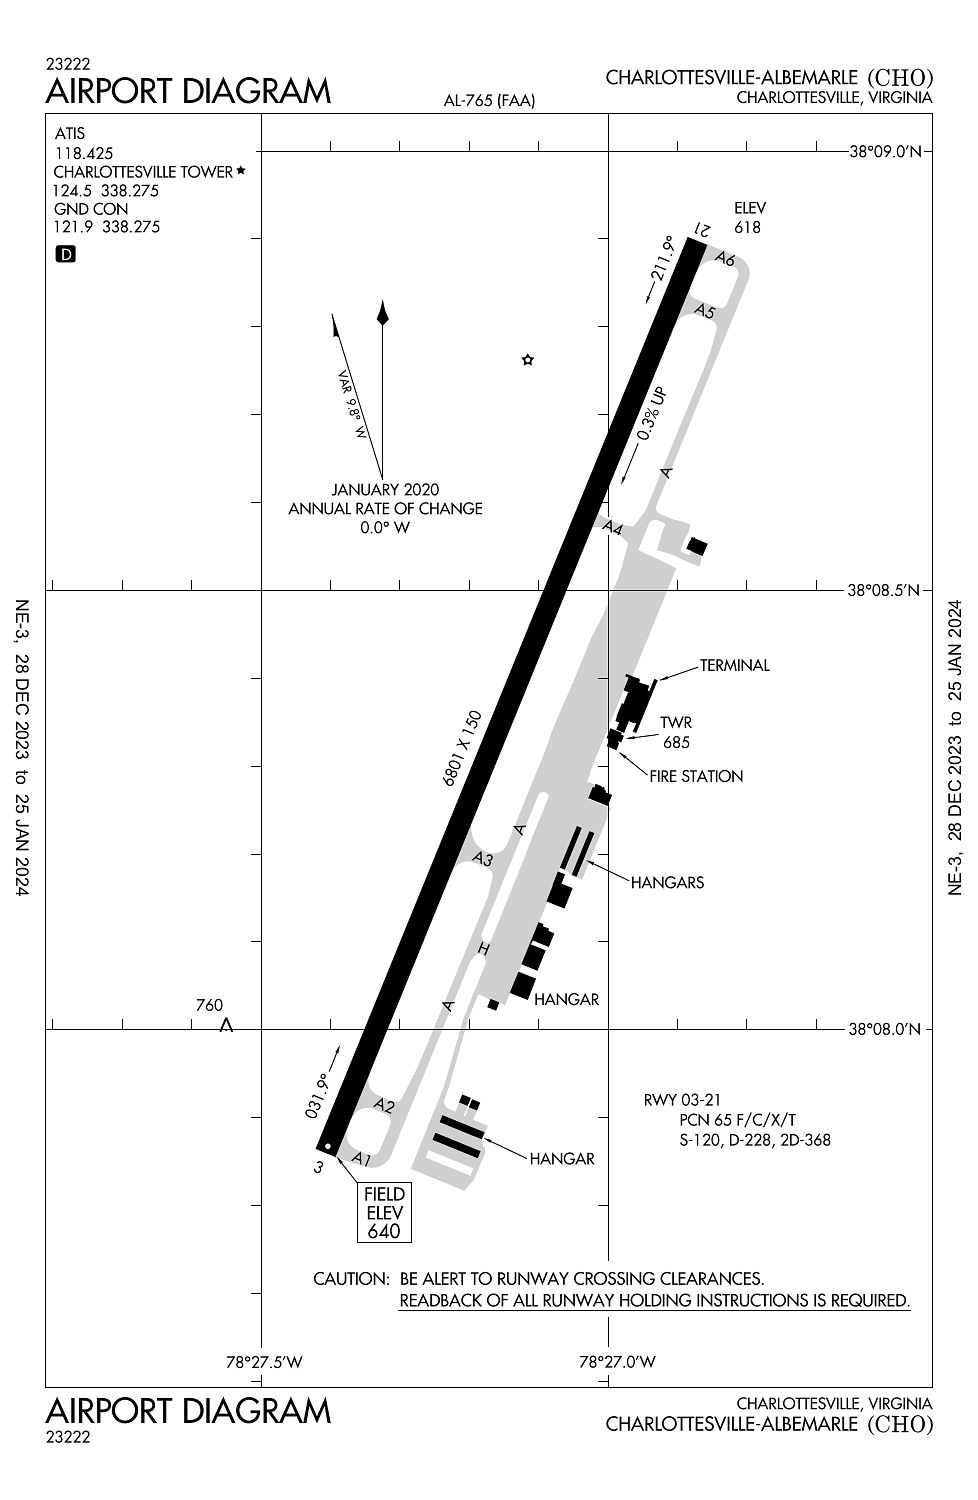 23222
AIRPORT DIAGRAM
AL-765 (FAA)
CHARLOTTESVILLE-ALBEMARLE (CHO)
CHARLOTTESVILLE, VIRGINIA
ATIS
118.425
CHARLOTTESVILLE TOWER
124.5 338.275
GND CON
121.9 338.275
D
38°09.0'N
ELEV
618
21
211.9°
A6
A5
VAR 9.8° W
0.3% UP
A
JANUARY 2020
ANNUAL RATE OF CHANGE
0.0° W
A4
38°08.5'N
NE-3, 28 DEC 2023 to 25 JAN 2024
NE-3, 28 DEC 2023 to 25 JAN 2024
TERMINAL
TWR
685
FIRE STATION
6801 X 150
A
A3
HANGARS
H
A
HANGAR
760
38°08.0'N
031.9°
A2
RWY 03-21
PCN 65 F/C/X/T
S-120, D-228, 2D-368
A1
3
HANGAR
FIELD
ELEV
640
CAUTION: BE ALERT TO RUNWAY CROSSING CLEARANCES.
READBACK OF ALL RUNWAY HOLDING INSTRUCTIONS IS REQUIRED.
78°27.5'W
78°27.0'W
AIRPORT DIAGRAM
23222
CHARLOTTESVILLE, VIRGINIA
CHARLOTTESVILLE-ALBEMARLE (CHO)